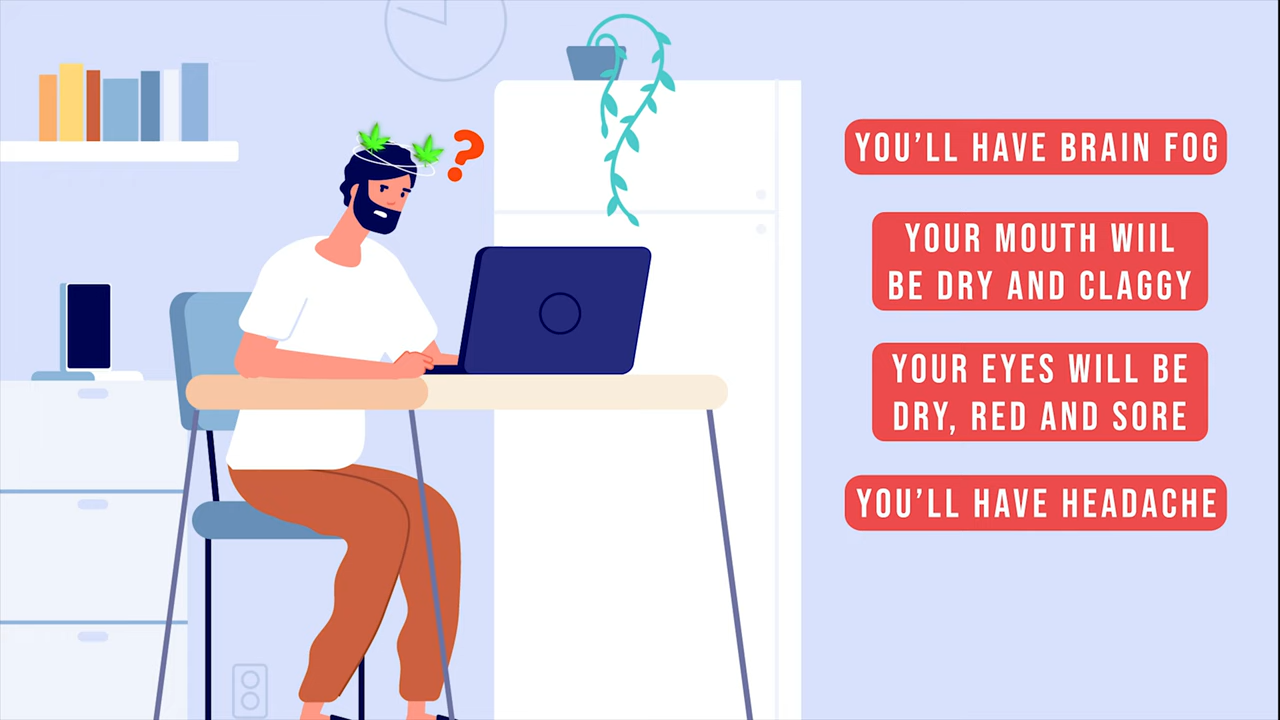 YOU'LL HAVE BRAIN FOG
YOUR MOUTH WIIL
BE DRY AND CLAGGY
YOUR EYES WILL BE
DRY, RED AND SORE
YOU'LL HAVE HEADACHE